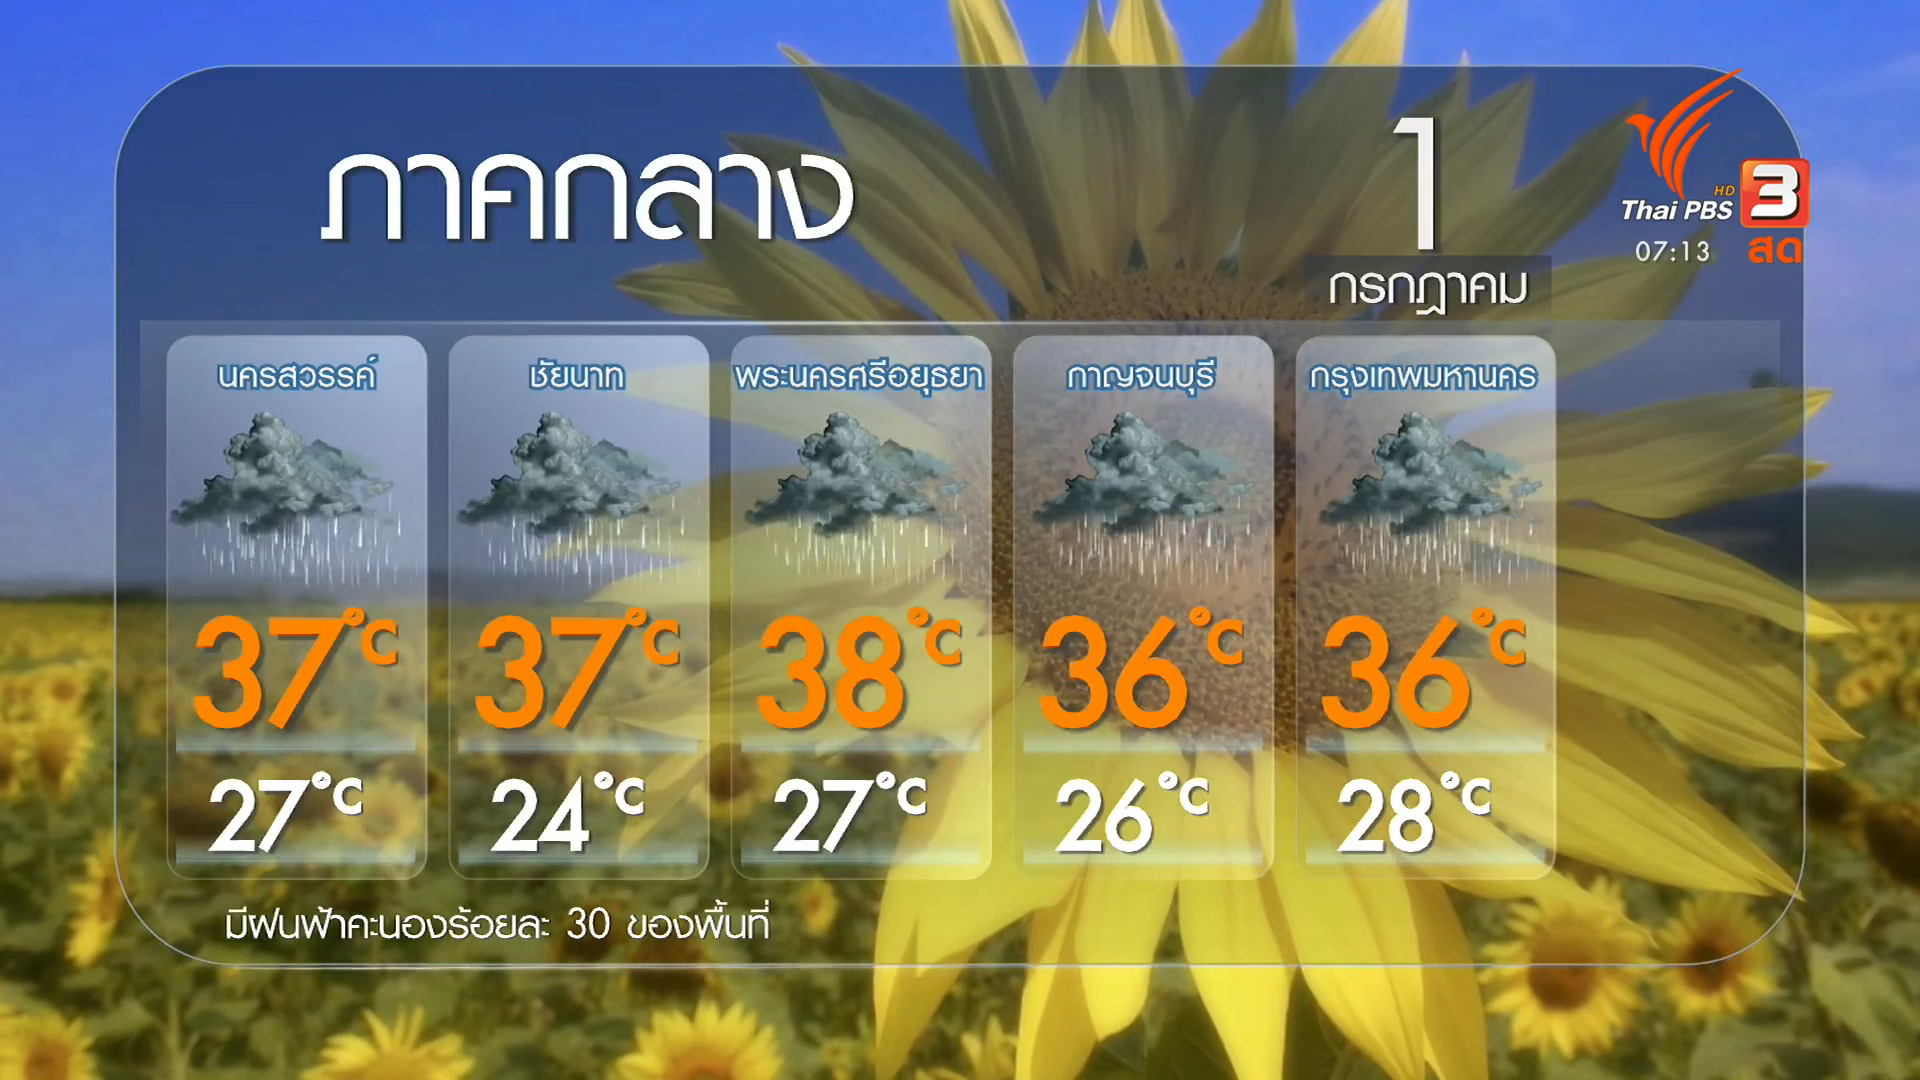 ภาคกลาง
1
กรกฎาคม
Thai PBS HD 3
07:13 สด
นครสวรรค์ ชัยนาท พระนครศรีอยุธยา กาญจนบุรี กรุงเทพมหานคร
37°C 37°C 38°C 36°C 36°C
27°C 24°C 27°C 26°C 28°C
มีฝนฟ้าคะนองร้อยละ 30 ของพื้นที่